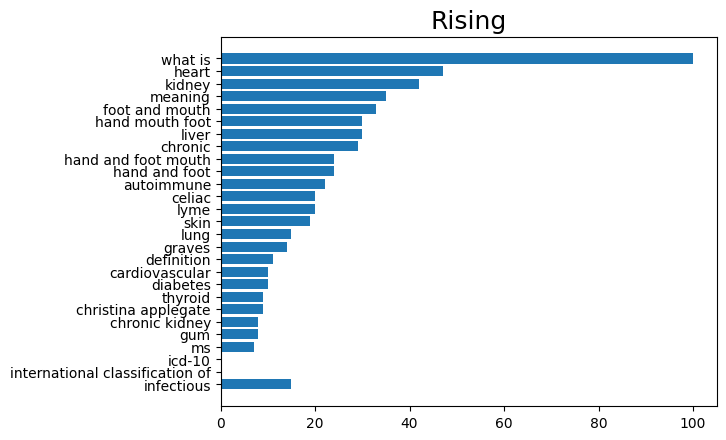 Rising
what is
heart
kidney
meaning
foot and mouth
hand mouth foot
liver
chronic
hand and foot mouth
hand and foot
autoimmune
celiac
lyme
skin
lung
graves
definition
cardiovascular
diabetes
thyroid
christina applegate
chronic kidney
gum
ms
icd-10
international classification of
infectious
0 20 40 60 80 100